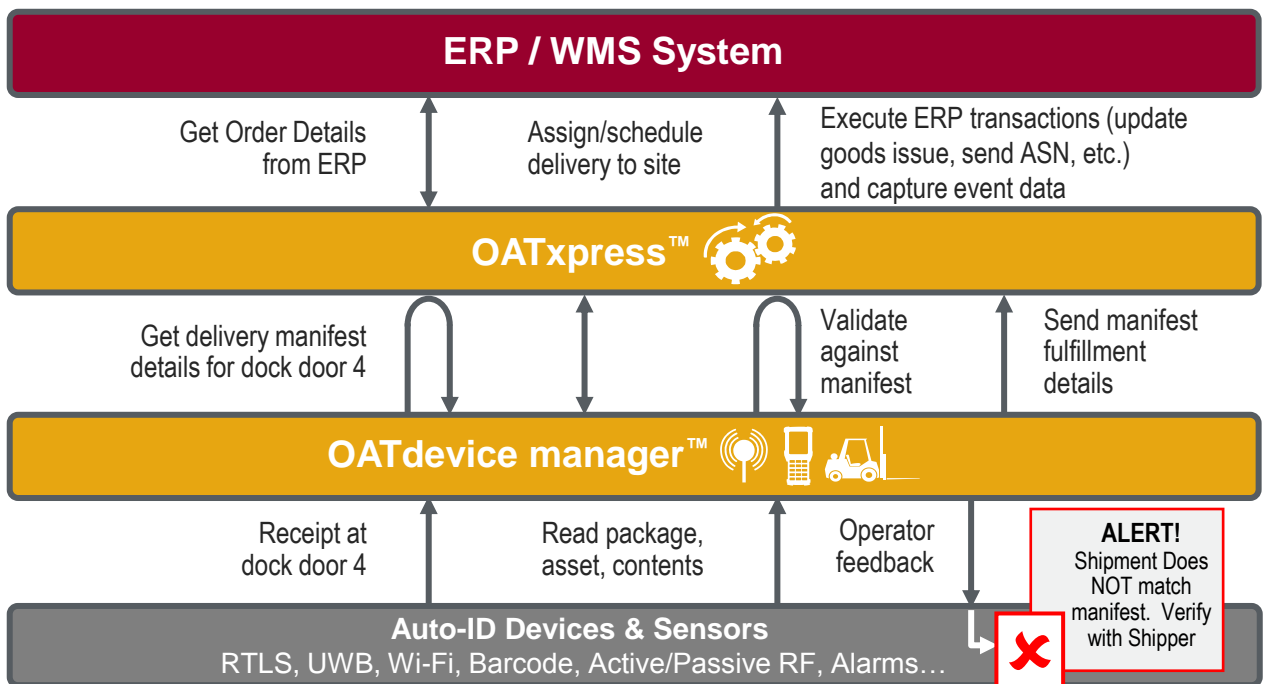 ERP / WMS System
Get Order Details
from ERP
Assign/schedule
delivery to site
Execute ERP transactions (update
goods issue, send ASN, etc.)
and capture event data
OATxpress™
Get delivery manifest
details for dock door 4
Validate
against
manifest
Send manifest
fulfillment
details
OATdevice manager™
Receipt at
dock door 4
Read package,
asset, contents
Operator
feedback
ALERT!
Shipment Does
NOT match
manifest. Verify
with Shipper
Auto-ID Devices & Sensors
RTLS, UWB, Wi-Fi, Barcode, Active/Passive RF, Alarms…